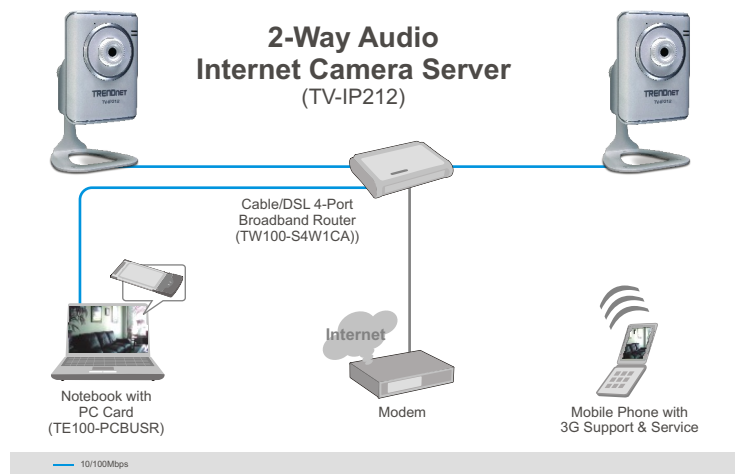 2-Way Audio
Internet Camera Server
(TV-IP212)
TRENDNET
TRENDNET
Cable/DSL 4-Port
Broadband Router
(TW100-S4W1CA))
Internet
Notebook with
PC Card
(TE100-PCBUSR)
Modem
Mobile Phone with
3G Support & Service
10/100Mbps